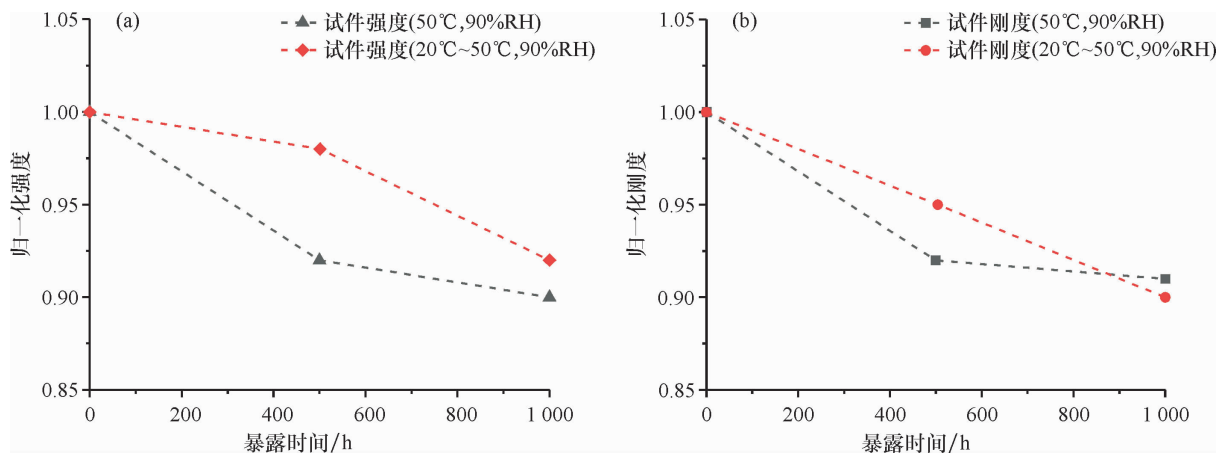 (a)
试件强度(50℃,90%RH)
试件强度(20℃~50℃,90%RH)
1.05
1.00
0.95
0.90
0.85
归一化强度
0
200
400
600
800
1 000
暴露时间/h
(b)
试件刚度(50℃,90%RH)
试件刚度(20℃~50℃,90%RH)
1.05
1.00
0.95
0.90
0.85
归一化刚度
0
200
400
600
800
1 000
暴露时间/h